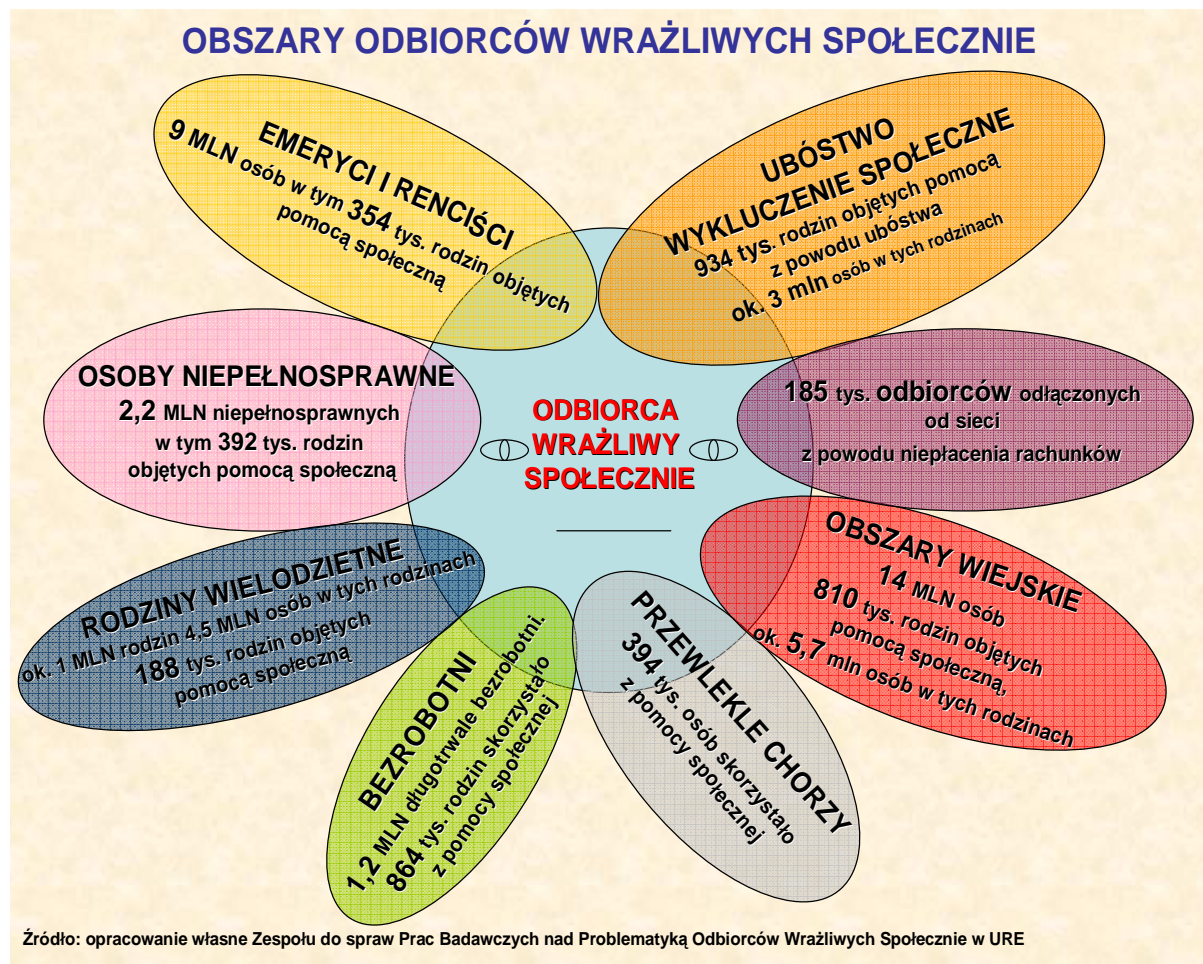 OBSZARY ODBIORCÓW WRAŻLIWYCH SPOŁECZNIE
EMERYCI I RENCIŚCI
9 MLN osób w tym 354 tys. rodzin objętych
pomocą społeczną
UBÓSTWO
WYKLUCZENIE SPOŁECZNE
934 tys. rodzin objętych pomocą
z powodu ubóstwa
ok. 3 mln osób w tych rodzinach
OSOBY NIEPEŁNOSPRAWNE
2,2 MLN niepełnosprawnych
w tym 392 tys. rodzin
objętych pomocą społeczną
ODBIORCA
WRAŻLIWY
SPOŁECZNIE
185 tys. odbiorców odłączonych
od sieci
z powodu niepłacenia rachunków
RODZINY WIELODZIETNE
ok. 1 MLN rodzin 4,5 MLN osób w tych rodzinach
188 tys. rodzin objętych
pomocą społeczną
BEZROBOTNI
1,2 MLN długotrwale bezrobotni.
864 tys. rodzin skorzystało
z pomocy społecznej
PRZEWLEKLE CHORZY
394 tys. osób skorzystało
z pomocy społecznej
OBSZARY WIEJSKIE
14 MLN osób
810 tys. rodzin objętych
pomocą społeczną,
ok. 5,7 mln osób w tych rodzinach
Źródło: opracowanie własne Zespołu do spraw Prac Badawczych nad Problematyką Odbiorców Wrażliwych Społecznie w URE